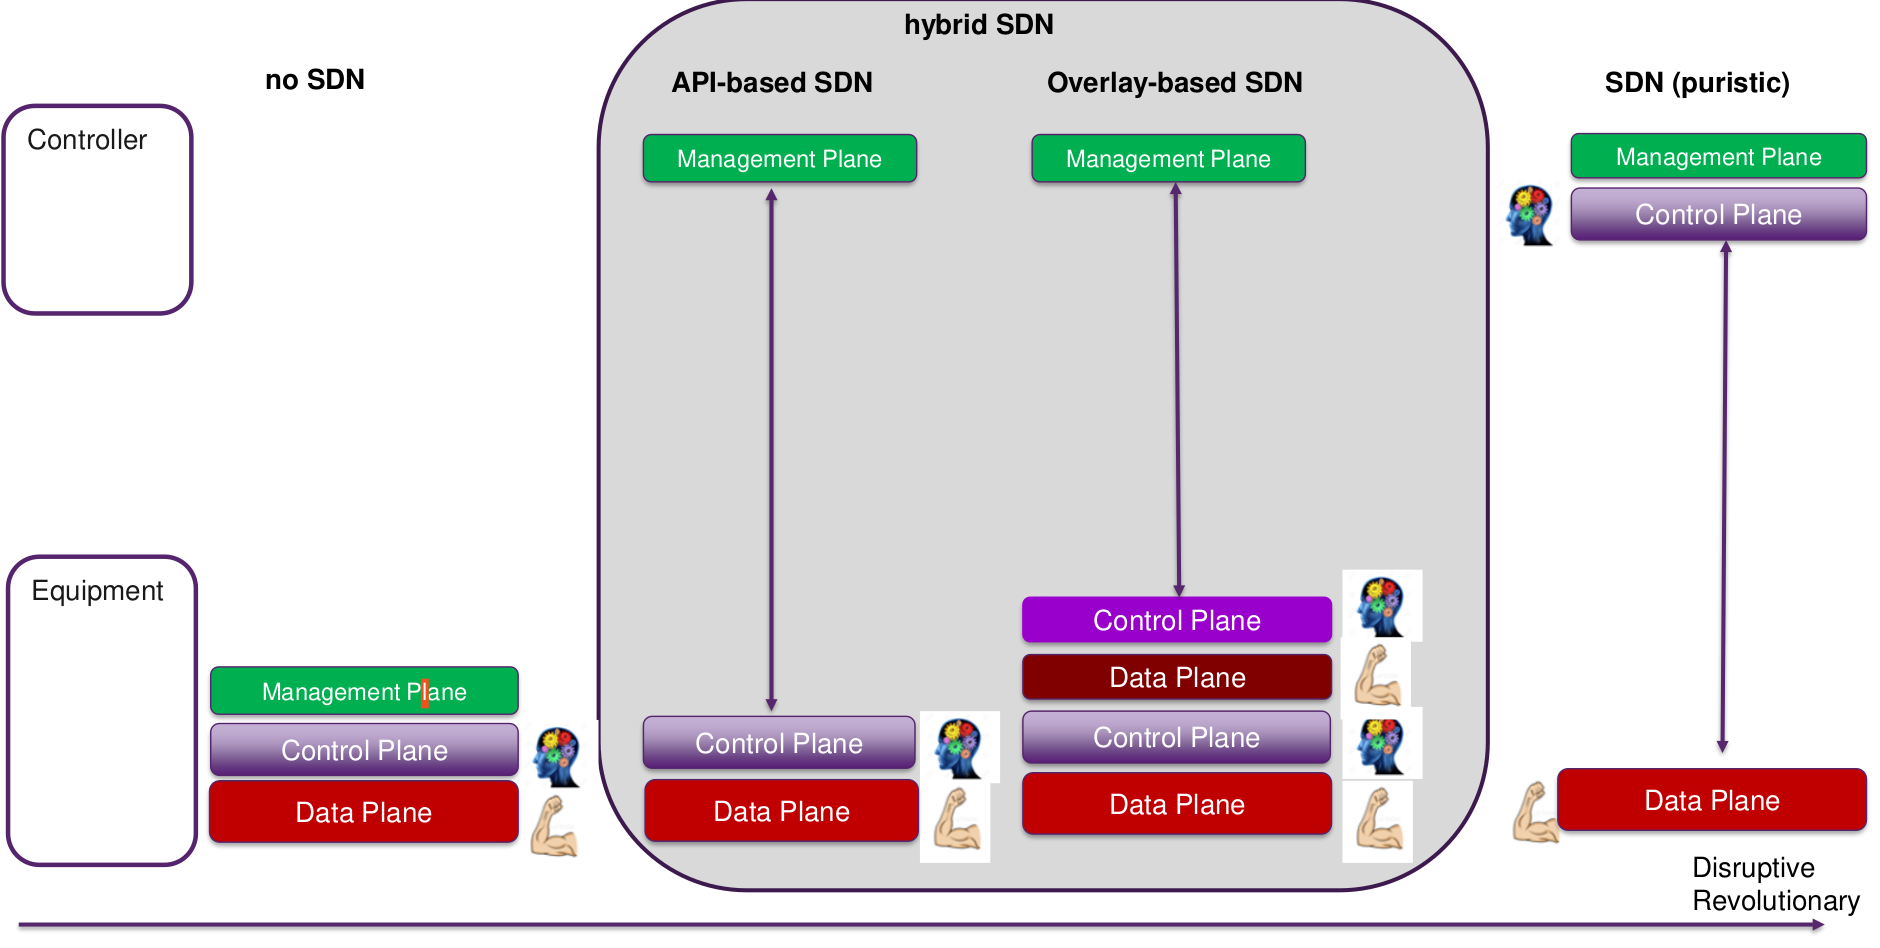 hybrid SDN
no SDN
API-based SDN
Overlay-based SDN
SDN (puristic)
Controller
Management Plane
Management Plane
Management Plane
Control Plane
Equipment
Management Plane
Control Plane
Data Plane
Control Plane
Data Plane
Control Plane
Data Plane
Control Plane
Data Plane
Data Plane
Disruptive
Revolutionary